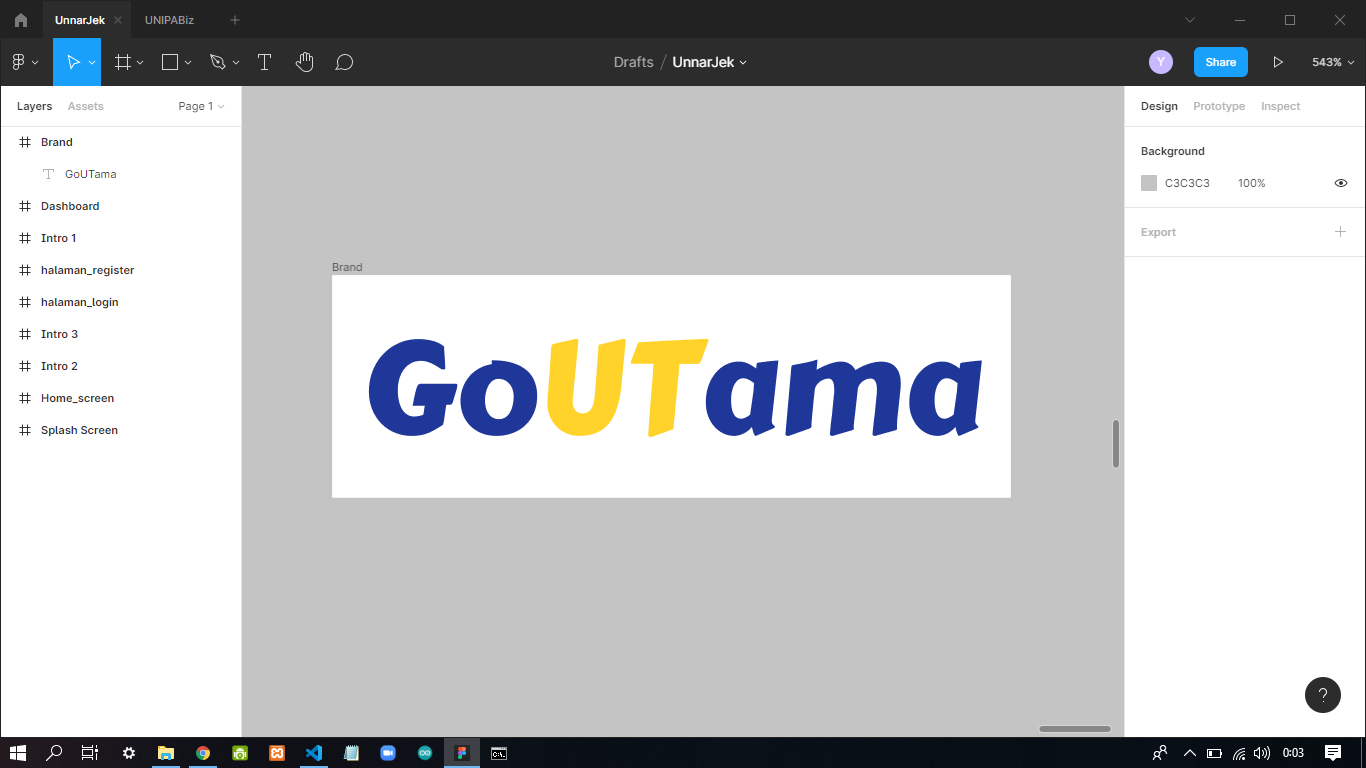 UnnarJek
UNIPABiz
Drafts / UnnarJek
Y
Share
543%
Layers
Assets
Page 1
Design
Prototype
Inspect
Brand
GoUTama
Dashboard
Intro 1
halaman_register
halaman_login
Intro 3
Intro 2
Home_screen
Splash Screen
Brand
GoUTama
Background
C3C3C3
100%
Export
?
0:03